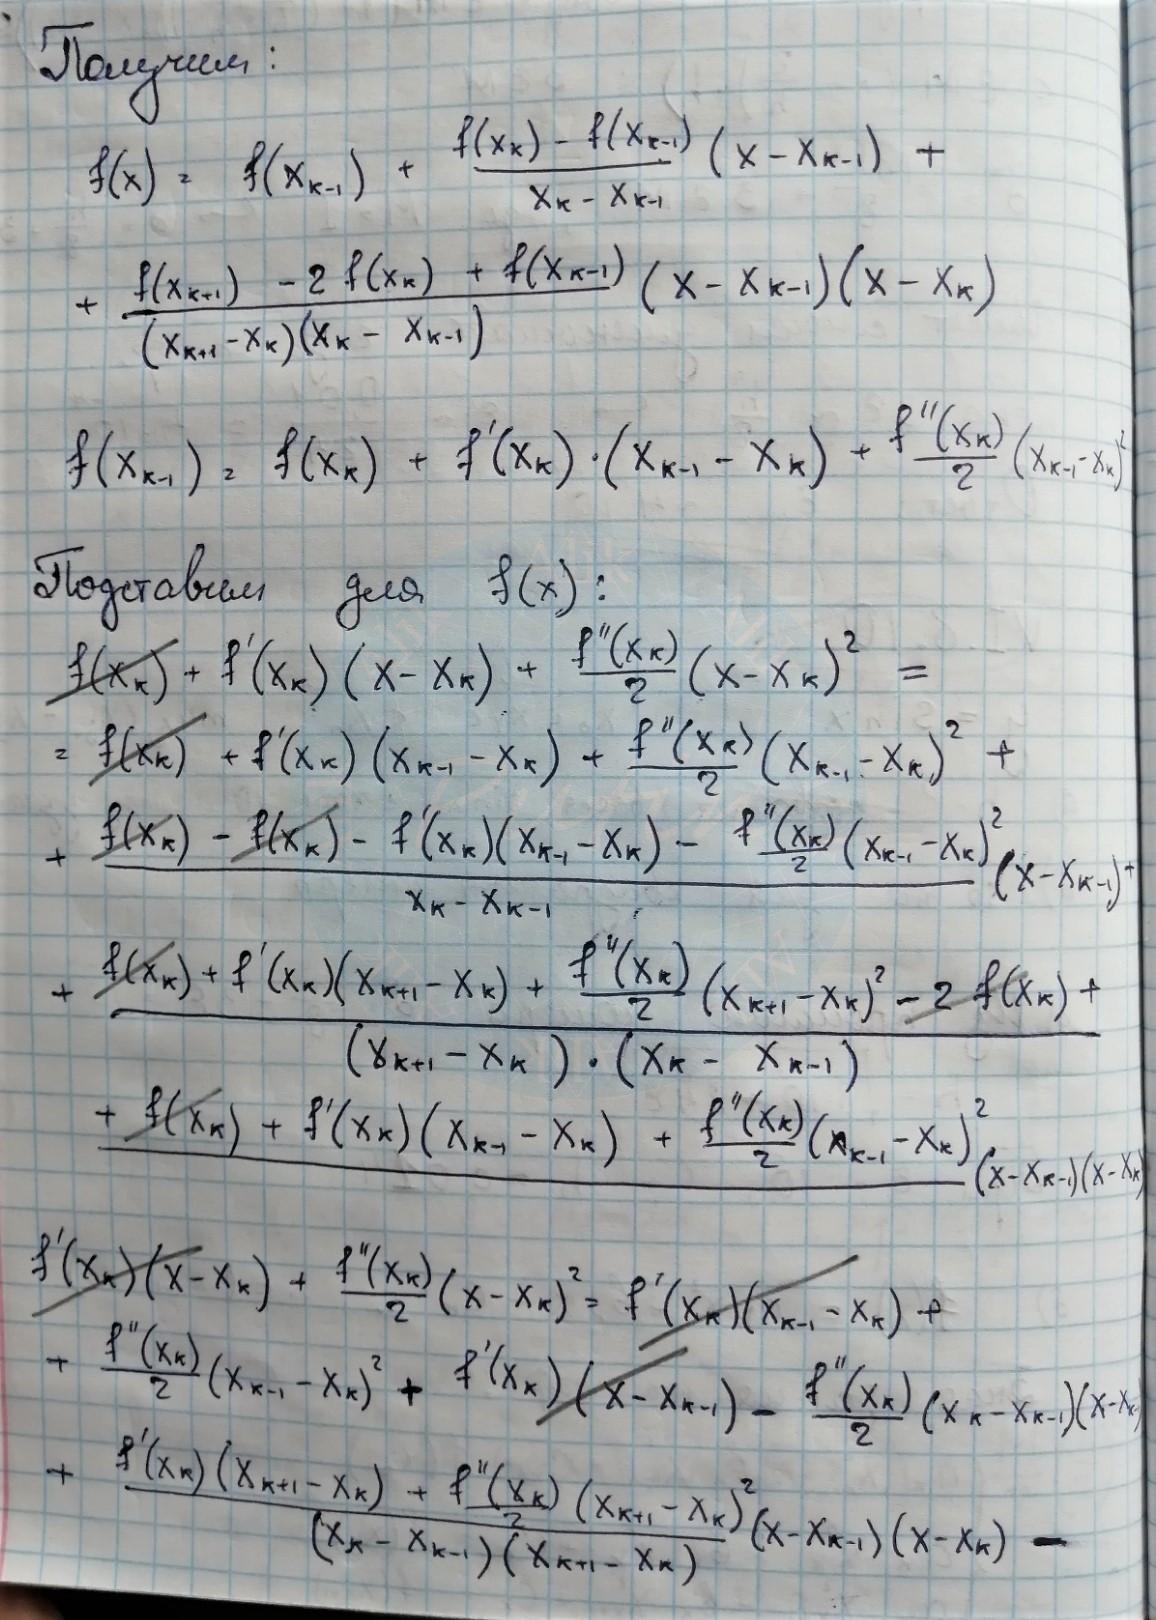 Получим:
f(x) = f(x_{k-1}) + \frac{f(x_k) - f(x_{k-1})}{x_k - x_{k-1}} (x - x_{k-1}) +
+ \frac{f(x_{k+1}) - 2 f(x_k) + f(x_{k-1})}{(x_{k+1} - x_k)(x_k - x_{k-1})} (x - x_{k-1})(x - x_k)
f(x_{k-1}) = f(x_k) + f'(x_k) · (x_{k-1} - x_k) + \frac{f''(x_k)}{2} (x_{k-1} - x_k)^2
Подставим для f(x):
f(x_k) + f'(x_k) (x - x_k) + \frac{f''(x_k)}{2} (x - x_k)^2 =
= f(x_k) + f'(x_k) (x_{k-1} - x_k) + \frac{f''(x_k)}{2} (x_{k-1} - x_k)^2 +
+ \frac{f(x_k) - f(x_k) - f'(x_k)(x_{k-1} - x_k) - \frac{f''(x_k)}{2} (x_{k-1} - x_k)^2}{x_k - x_{k-1}} (x - x_{k-1}) +
+ \frac{f(x_k) + f'(x_k)(x_{k+1} - x_k) + \frac{f''(x_k)}{2} (x_{k+1} - x_k)^2 - 2 f(x_k) +}{(x_{k+1} - x_k) · (x_k - x_{k-1})}
+ f(x_k) + f'(x_k) (x_{k-1} - x_k) + \frac{f''(x_k)}{2} (x_{k-1} - x_k)^2 (x - x_{k-1})(x - x_k)
f'(x_k)(x - x_k) + \frac{f''(x_k)}{2} (x - x_k)^2 = f'(x_k)(x_{k-1} - x_k) +
+ \frac{f''(x_k)}{2} (x_{k-1} - x_k)^2 + f'(x_k) (x - x_{k-1}) - \frac{f''(x_k)}{2} (x_k - x_{k-1})(x - x_k
+ \frac{f'(x_k) (x_{k+1} - x_k) + \frac{f''(x_k)}{2} (x_{k+1} - x_k)^2}{(x_k - x_{k-1})(x_{k+1} - x_k)} (x - x_{k-1})(x - x_k) -